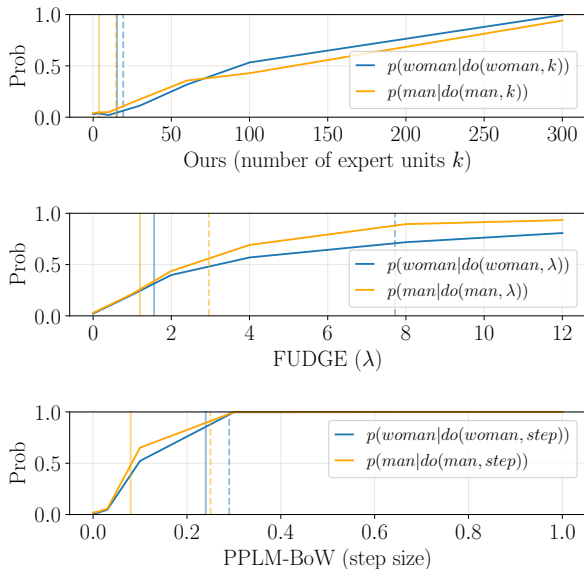 1.0
0.5
0.0
Prob
p(woman|do(woman, k))
p(man|do(man, k))
0 50 100 150 200 250 300
Ours (number of expert units k)
1.0
0.5
0.0
Prob
p(woman|do(woman, λ))
p(man|do(man, λ))
0 2 4 6 8 10 12
FUDGE (λ)
1.0
0.5
0.0
Prob
p(woman|do(woman, step))
p(man|do(man, step))
0.0 0.2 0.4 0.6 0.8 1.0
PPLM-BoW (step size)